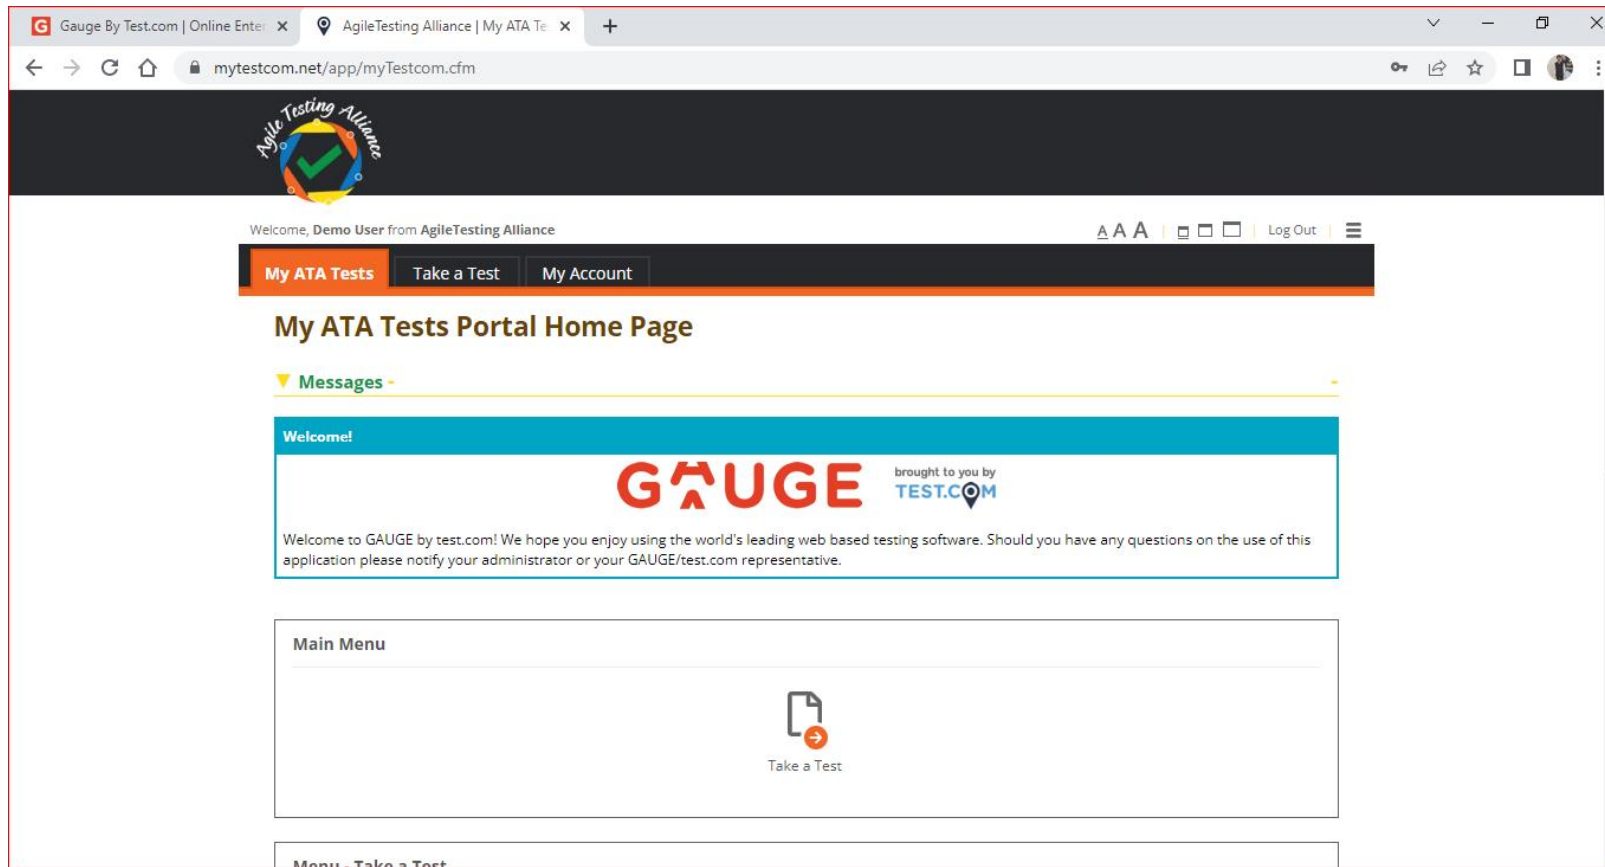 Gauge By Test.com | Online Enter
AgileTesting Alliance | My ATA Te
mytestcom.net/app/myTestcom.cfm
Agile Testing Alliance
Welcome, Demo User from AgileTesting Alliance
A A A Log Out
My ATA Tests Take a Test My Account
My ATA Tests Portal Home Page
Messages -
-
Welcome!
GAUGE brought to you by
TEST.COM
Welcome to GAUGE by test.com! We hope you enjoy using the world's leading web based testing software. Should you have any questions on the use of this
application please notify your administrator or your GAUGE/test.com representative.
Main Menu
Take a Test
Menu - Take a Test